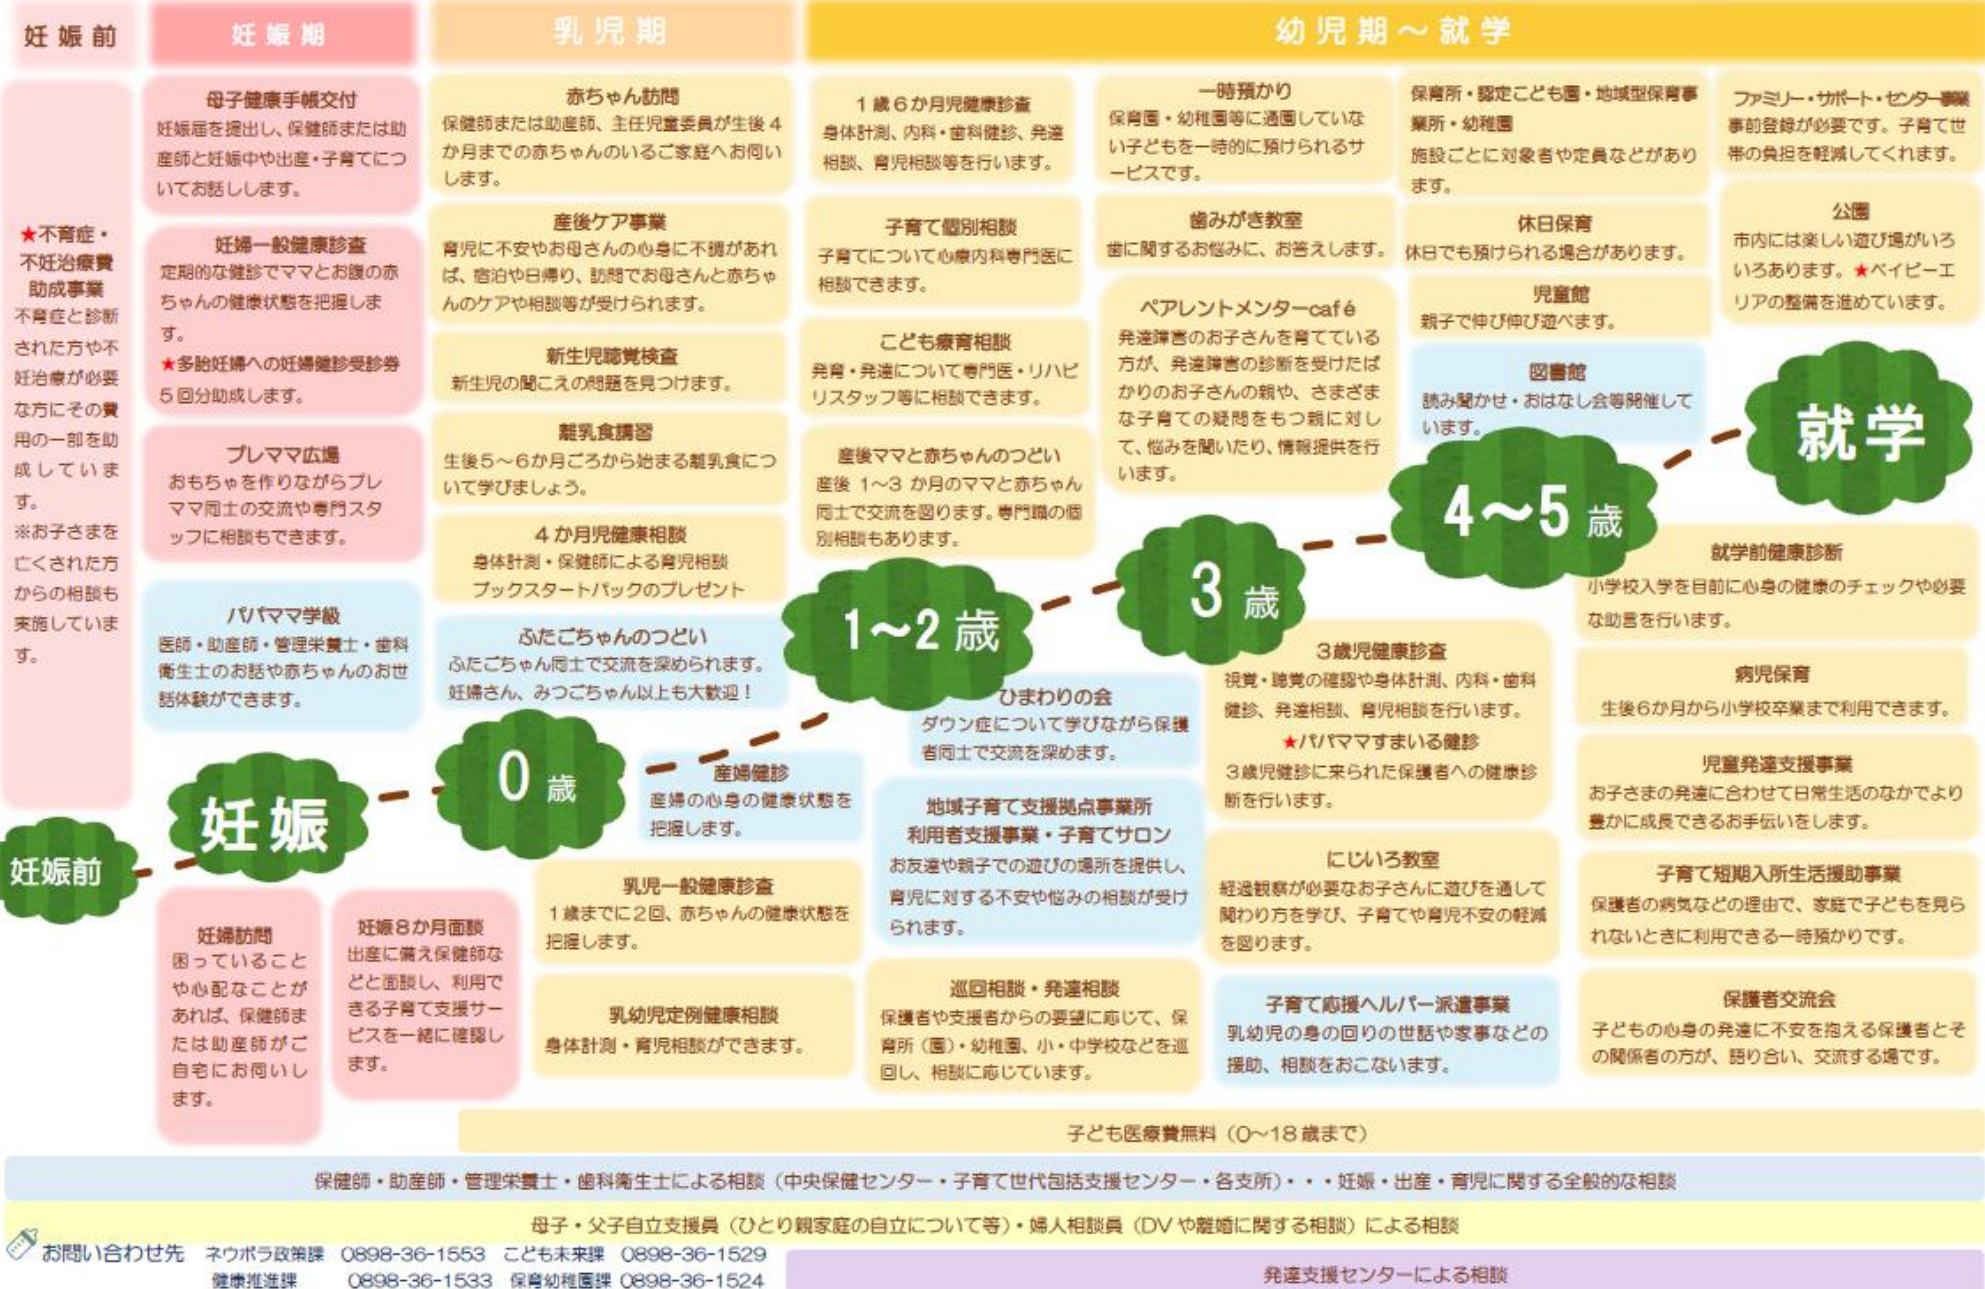 妊娠前
妊娠期
乳児期
幼児期～就学
★不育症・
不妊治療費
助成事業
不育症と診断
された方や不
妊治療が必要
な方にその費
用の一部を助
成していま
す。
※お子さまを
亡くされた方
からの相談も
実施していま
す。
母子健康手帳交付
妊娠届を提出し、保健師または助
産師と妊娠中や出産・子育てにつ
いてお話しします。
妊婦一般健康診査
定期的な健診でママとお腹の赤
ちゃんの健康状態を把握しま
す。
★多胎妊婦への妊婦健診受診券
５回分助成します。
プレママ広場
おもちゃを作りながらプレ
ママ同士の交流や専門スタ
ッフに相談もできます。
パパママ学級
医師・助産師・管理栄養士・歯科
衛生士のお話や赤ちゃんのお世
話体験ができます。
赤ちゃん訪問
保健師または助産師、主任児童委員が生後４
か月までの赤ちゃんのいるご家庭へお伺い
します。
産後ケア事業
育児に不安やお母さんの心身に不調があれ
ば、宿泊や日帰り、訪問でお母さんと赤ちゃ
んのケアや相談等が受けられます。
新生児聴覚検査
新生児の聞こえの問題を見つけます。
離乳食講習
生後５～６か月ごろから始まる離乳食につ
いて学びましょう。
４か月児健康相談
身体計測・保健師による育児相談
ブックスタートパックのプレゼント
ふたごちゃんのつどい
ふたごちゃん同士で交流を深められます。
妊婦さん、みつごちゃん以上も大歓迎！
１歳６か月児健康診査
身体計測、内科・歯科健診、発達
相談、育児相談等を行います。
子育て個別相談
子育てについて心療内科専門医に
相談できます。
こども療育相談
発育・発達について専門医・リハビ
リスタッフ等に相談できます。
産後ママと赤ちゃんのつどい
産後 1～3 か月のママと赤ちゃん
同士で交流を図ります。専門職の個
別相談もあります。
一時預かり
保育園・幼稚園等に通園していな
い子どもを一時的に預けられるサ
ービスです。
歯みがき教室
歯に関するお悩みに、お答えします。
ペアレントメンターcafé
発達障害のお子さんを育てている
方が、発達障害の診断を受けたば
かりのお子さんの親や、さまざま
な子育ての疑問をもつ親に対し
て、悩みを聞いたり、情報提供を行
います。
保育所・認定こども園・地域型保育事
業所・幼稚園
施設ごとに対象者や定員などがあり
ます。
休日保育
休日でも預けられる場合があります。
児童館
親子で伸び伸び遊べます。
図書館
読み聞かせ・おはなし会等開催して
います。
ファミリー・サポート・センター事業
事前登録が必要です。子育て世
帯の負担を軽減してくれます。
公園
市内には楽しい遊び場がいろ
いろあります。★ベイビーエ
リアの整備を進めています。
就学
4～5 歳
3 歳
1～2 歳
0 歳
妊娠
妊娠前
妊婦訪問
困っていること
や心配なことが
あれば、保健師ま
たは助産師がご
自宅にお伺いし
ます。
妊娠８か月面談
出産に備え保健師な
どと面談し、利用で
きる子育て支援サー
ビスを一緒に確認し
ます。
産婦健診
産婦の心身の健康状態を
把握します。
乳児一般健康診査
１歳までに２回、赤ちゃんの健康状態を
把握します。
乳幼児定例健康相談
身体計測・育児相談ができます。
ひまわりの会
ダウン症について学びながら保護
者同士で交流を深めます。
地域子育て支援拠点事業所
利用者支援事業・子育てサロン
お友達や親子での遊びの場所を提供し、
育児に対する不安や悩みの相談が受け
られます。
巡回相談・発達相談
保護者や支援者からの要望に応じて、保
育所（園）・幼稚園、小・中学校などを巡
回し、相談に応じています。
３歳児健康診査
視覚・聴覚の確認や身体計測、内科・歯科
健診、発達相談、育児相談を行います。
★パパママすまいる健診
３歳児健診に来られた保護者への健康診
断を行います。
にじいろ教室
経過観察が必要なお子さんに遊びを通して
関わり方を学び、子育てや育児不安の軽減
を図ります。
子育て応援ヘルパー派遣事業
乳幼児の身の回りの世話や家事などの
援助、相談をおこないます。
就学前健康診断
小学校入学を目前に心身の健康のチェックや必要
な助言を行います。
病児保育
生後６か月から小学校卒業まで利用できます。
児童発達支援事業
お子さまの発達に合わせて日常生活のなかでより
豊かに成長できるお手伝いをします。
子育て短期入所生活援助事業
保護者の病気などの理由で、家庭で子どもを見ら
れないときに利用できる一時預かりです。
保護者交流会
子どもの心身の発達に不安を抱える保護者とそ
の関係者の方が、語り合い、交流する場です。
子ども医療費無料（0～18 歳まで）
保健師・助産師・管理栄養士・歯科衛生士による相談（中央保健センター・子育て世代包括支援センター・各支所）・・・妊娠・出産・育児に関する全般的な相談
母子・父子自立支援員（ひとり親家庭の自立について等）・婦人相談員（DV や離婚に関する相談）による相談
お問い合わせ先 ネウボラ政策課 0898-36-1553 こども未来課 0898-36-1529
健康推進課 0898-36-1533 保育幼稚園課 0898-36-1524
発達支援センターによる相談